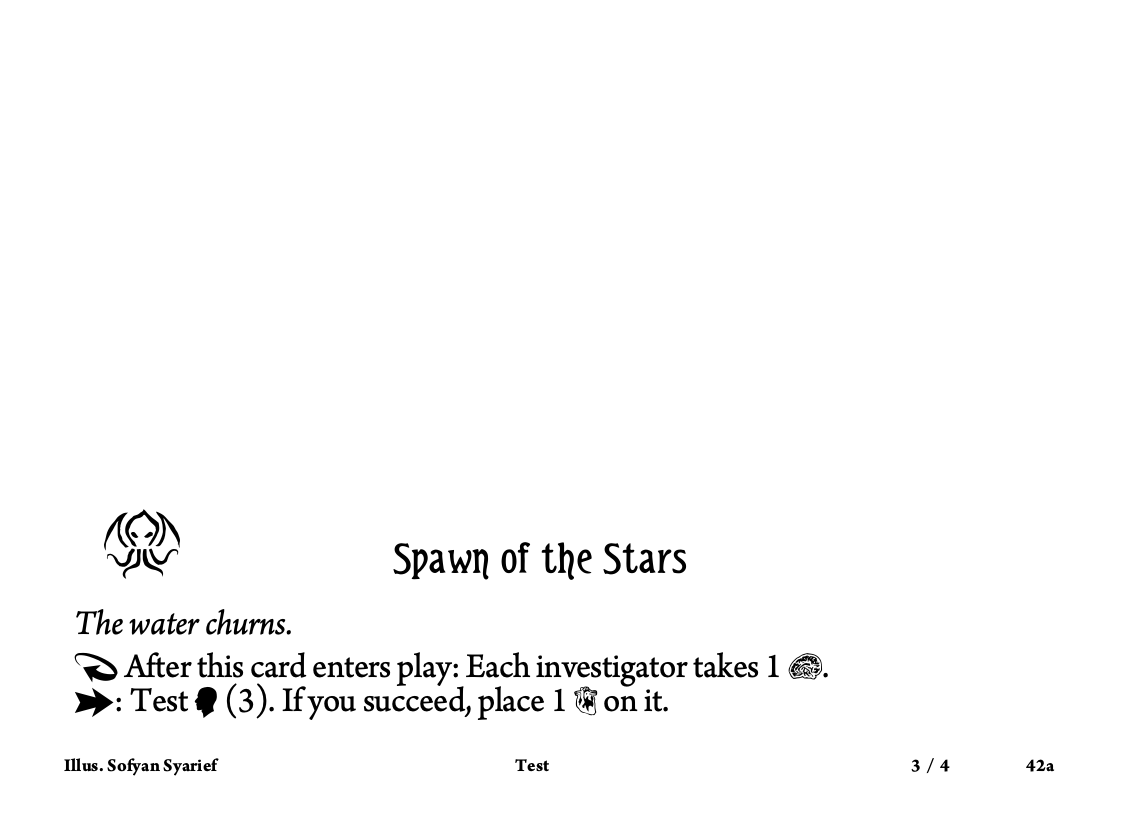 Spawn of the Stars
The water churns.
After this card enters play: Each investigator takes 1 .
: Test (3). If you succeed, place 1 on it.
Illus. Sofyan Syarief Test 3 / 4 42a